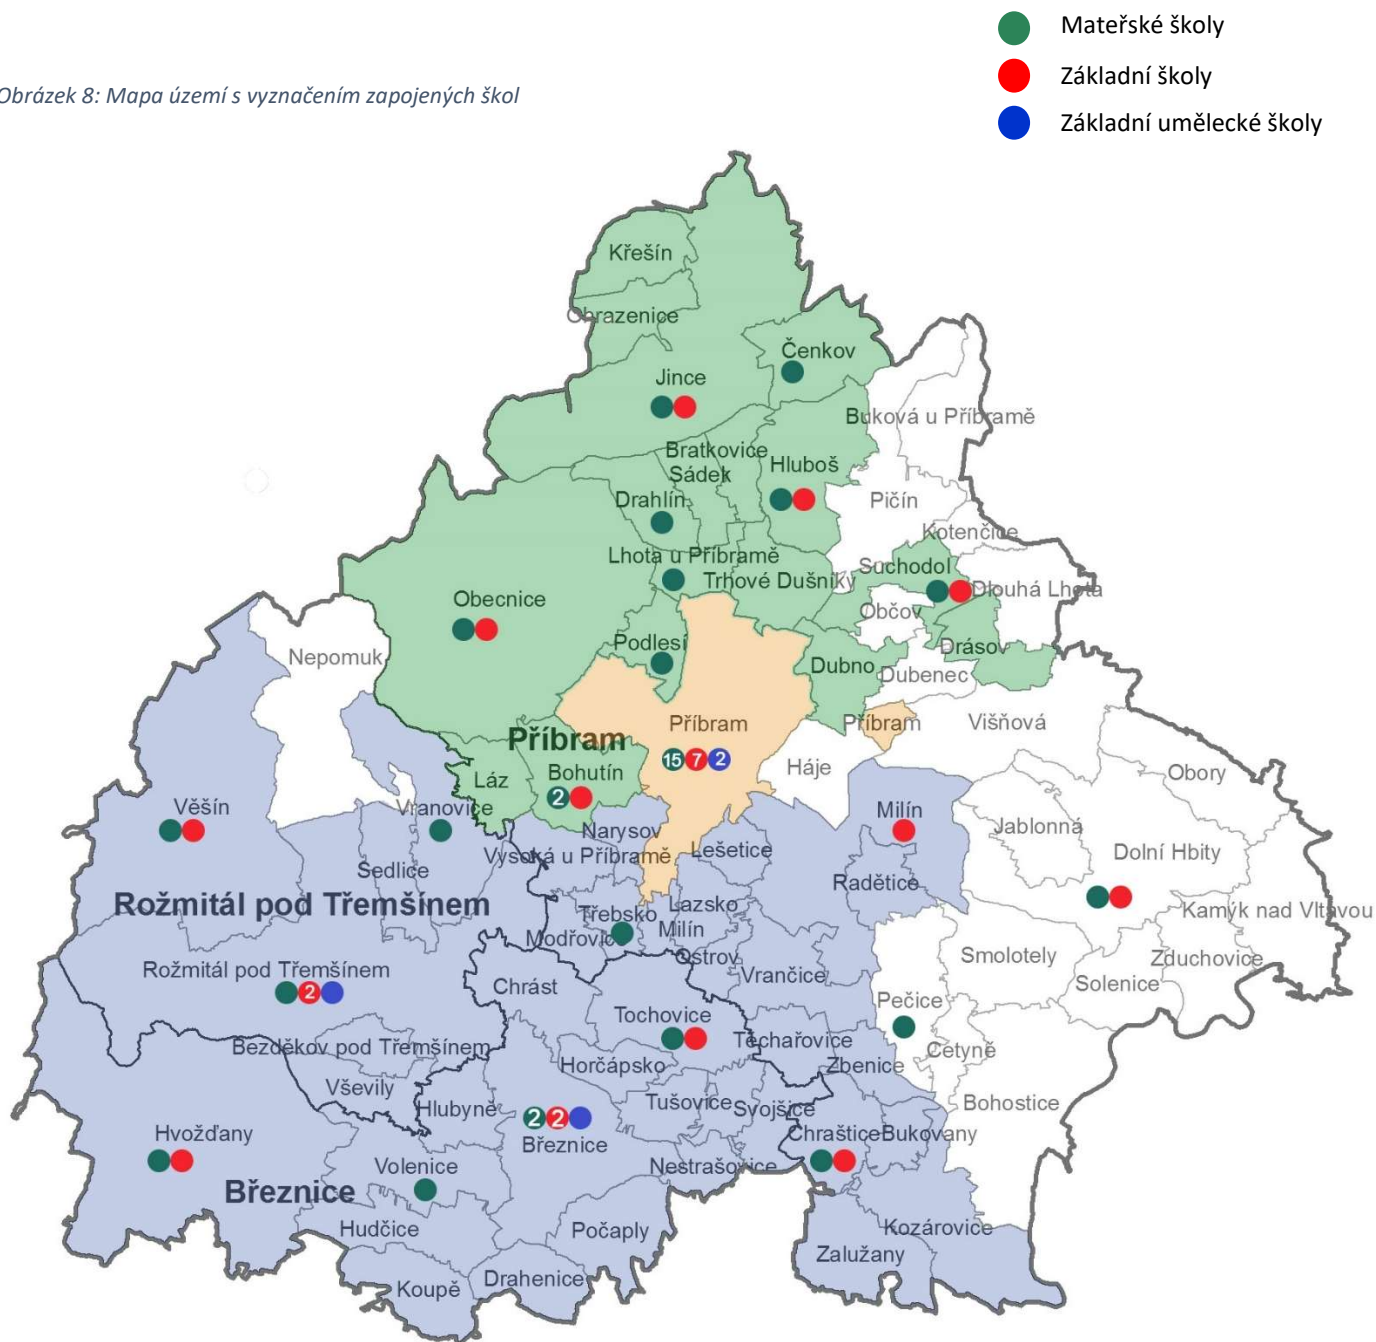 Mateřské školy
Základní školy
Obrázek 8: Mapa území s vyznačením zapojených škol
Základní umělecké školy
Křešín
Ohrazenice
Čenkov
Jince
Buková u Příbramě
Bratkovice
Sádek
Hluboš
Drahlín
Pičín
Kotenčice
Lhota u Příbramě
Suchodol
Trhové Dušníky
Dlouhá Lhota
Obecnice
Občov
Podlesí
Drásov
Nepomuk
Dubno
Dubenec
Příbram
Příbram
Višňová
Příbram
15 7 2
Háje
Láz
Bohutín
2
Obory
Věšín
Vranovice
Milín
Jablonná
Narysov
Vysoká u Příbramě
Lešetice
Dolní Hbity
Sedlice
Radětice
Rožmitál pod Třemšínem
Lazsko
Kamýk nad Vltavou
Třebsko
Milín
Modřovice
Ostrov
Smolotely
Zduchovice
Rožmitál pod Třemšínem
2
Vrančice
Solenice
Chrást
Pečice
Tochovice
Bezděkov pod Třemšínem
Těchařovice
Cetyně
Horčápsko
Zbenice
Vševily
Hlubyně
Tušovice
Svojšice
Bohostice
2 2
Březnice
Hvožďany
Chraštice
Bukovany
Volenice
Nestrašovice
Březnice
Hudčice
Počaply
Kozárovice
Zalužany
Koupě
Drahenice